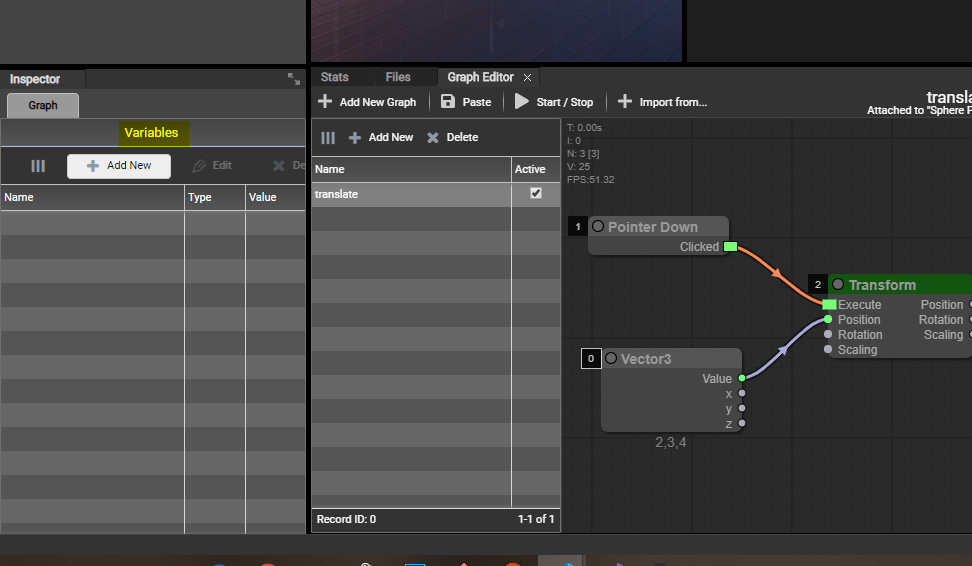 Inspector
Graph
Variables
Add New
Edit
De
Name Type Value
Stats Files Graph Editor
Add New Graph Paste Start / Stop Import from...
transla
Attached to "Sphere P
Add New Delete
Name Active
translate
Record ID: 0 1-1 of 1
T: 0.00s
I: 0
N: 3 [3]
V: 25
FPS:51.32
1 Pointer Down
Clicked
2 Transform
Execute Position
Position Rotation
Rotation Scaling
Scaling
0 Vector3
Value
x
y
z
2,3,4